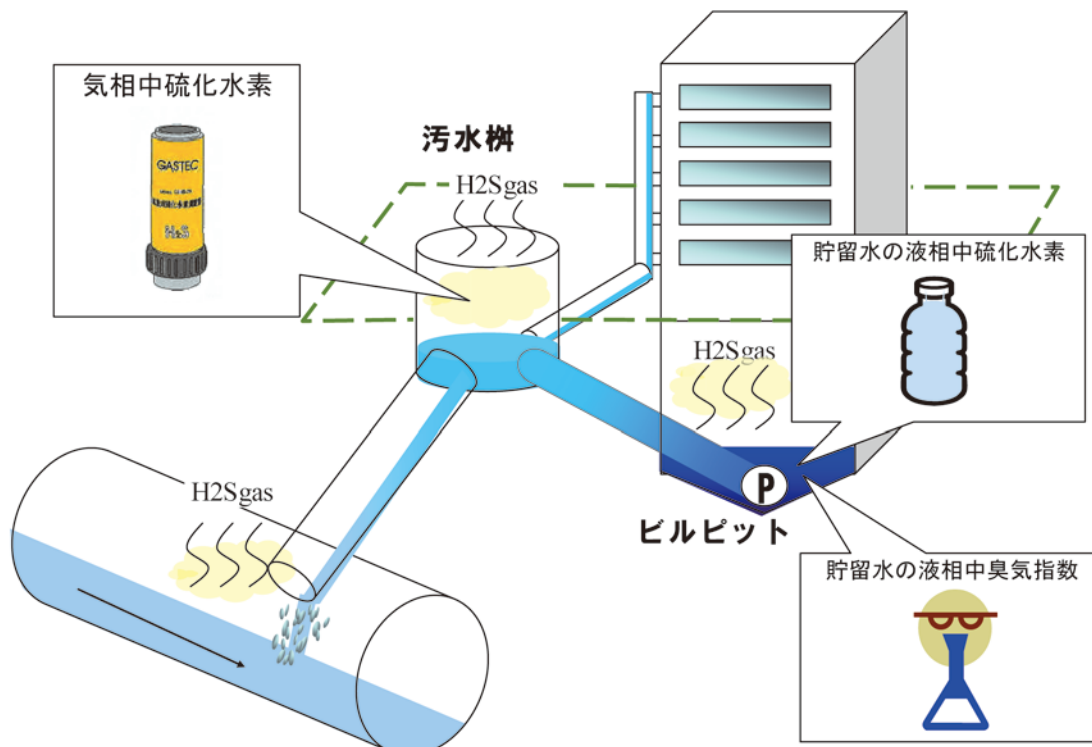 気相中硫化水素
GASTEC
H₂S
汚水桝
H2Sgas
貯留水の液相中硫化水素
H2Sgas
P
ビルピット
H2Sgas
貯留水の液相中臭気指数